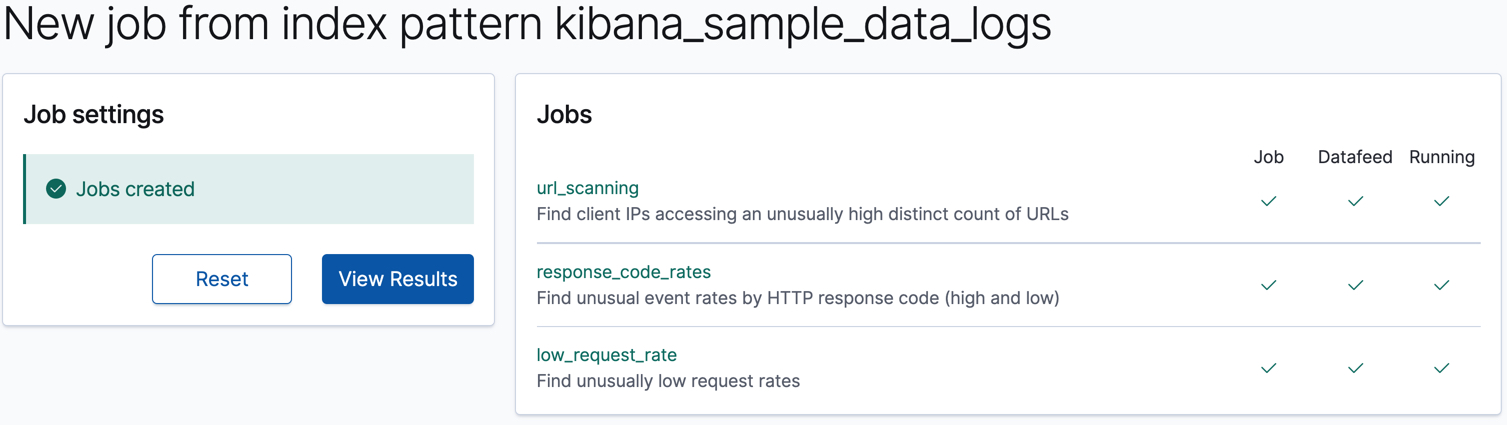 New job from index pattern kibana_sample_data_logs
Job settings
Jobs created
Reset
View Results
Jobs
Job Datafeed Running
url_scanning
Find client IPs accessing an unusually high distinct count of URLs
response_code_rates
Find unusual event rates by HTTP response code (high and low)
low_request_rate
Find unusually low request rates